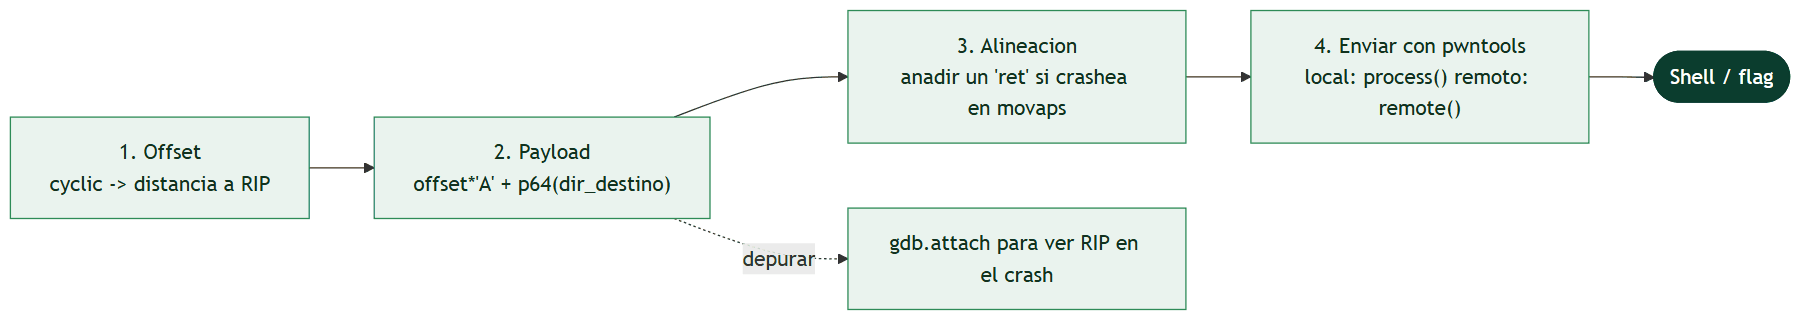 1. Offset
cyclic -> distancia a RIP
2. Payload
offset*'A' + p64(dir_destino)
3. Alineacion
anadir un 'ret' si crashea
en movaps
4. Enviar con pwntools
local: process() remoto:
remote()
Shell / flag
depurar
gdb.attach para ver RIP en
el crash